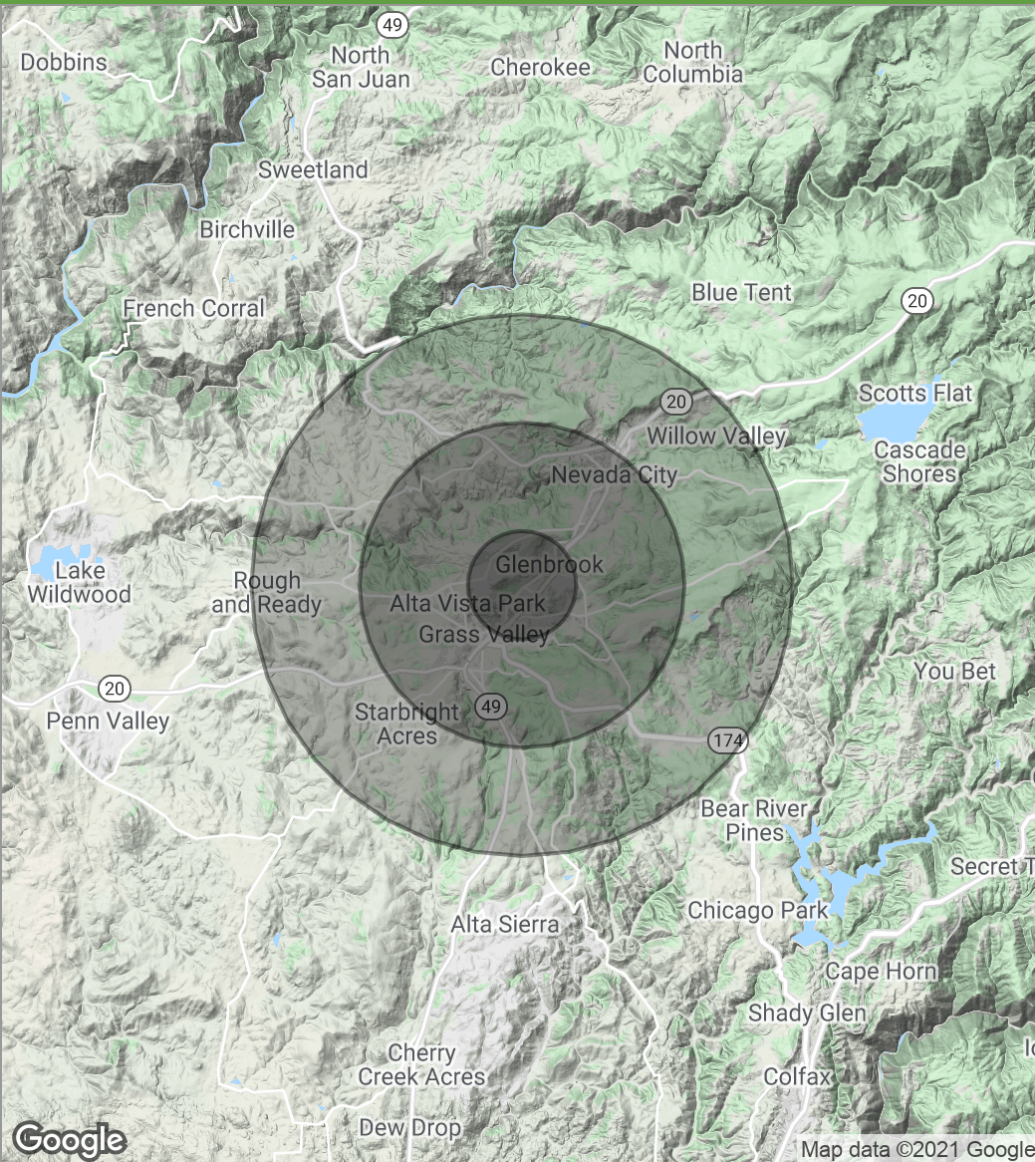 49
Dobbins
North
San Juan
Cherokee
North
Columbia
Sweetland
Birchville
French Corral
Blue Tent
20
Scotts Flat
20
Willow Valley
Cascade
Shores
Nevada City
Glenbrook
Lake
Wildwood
Rough
and Ready
Alta Vista Park
Grass Valley
You Bet
20
Penn Valley
49
Starbright
Acres
174
Bear River
Pines
Secret T
Chicago Park
Alta Sierra
Cape Horn
Shady Glen
Cherry
Creek Acres
Colfax
Dew Drop
Google
Map data ©2021 Google